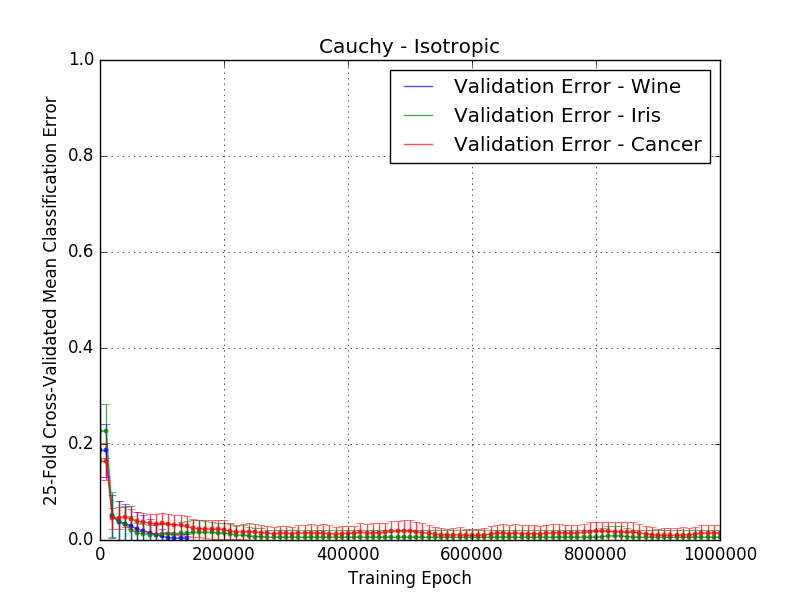 Cauchy - Isotropic
Validation Error - Wine
Validation Error - Iris
Validation Error - Cancer
25-Fold Cross-Validated Mean Classification Error
1.0
0.8
0.6
0.4
0.2
0.0
0 200000 400000 600000 800000 1000000
Training Epoch